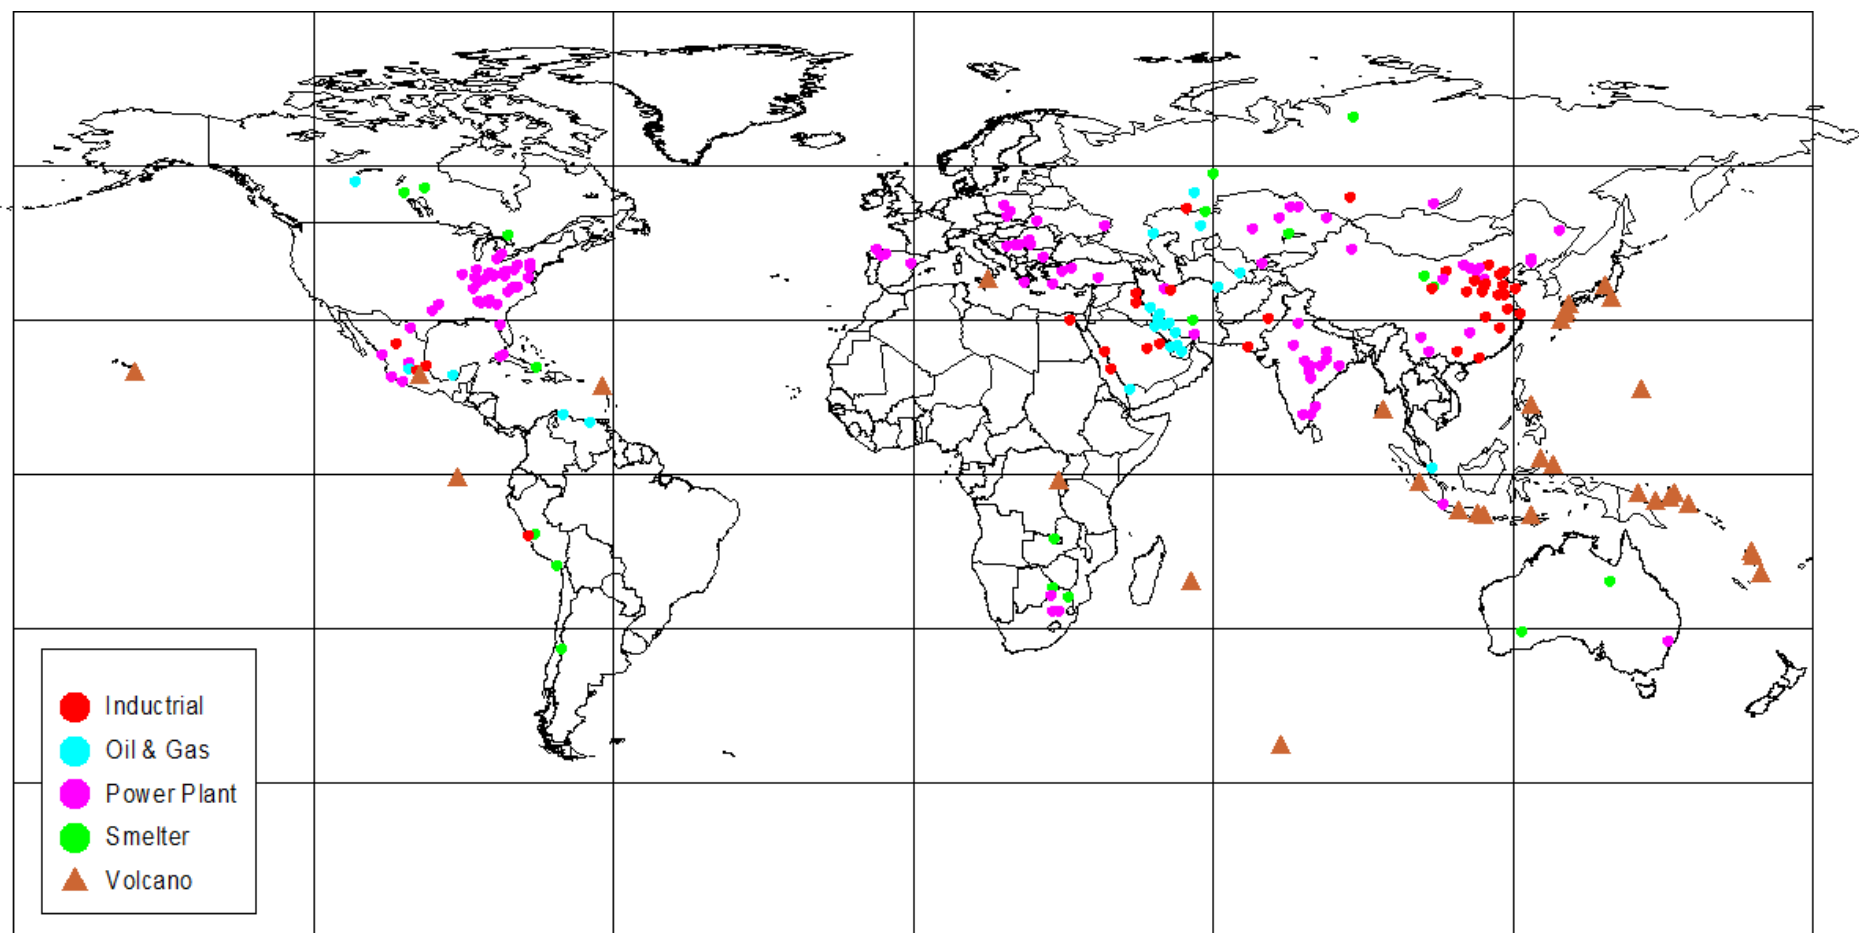 Inductrial
Oil & Gas
Power Plant
Smelter
Volcano